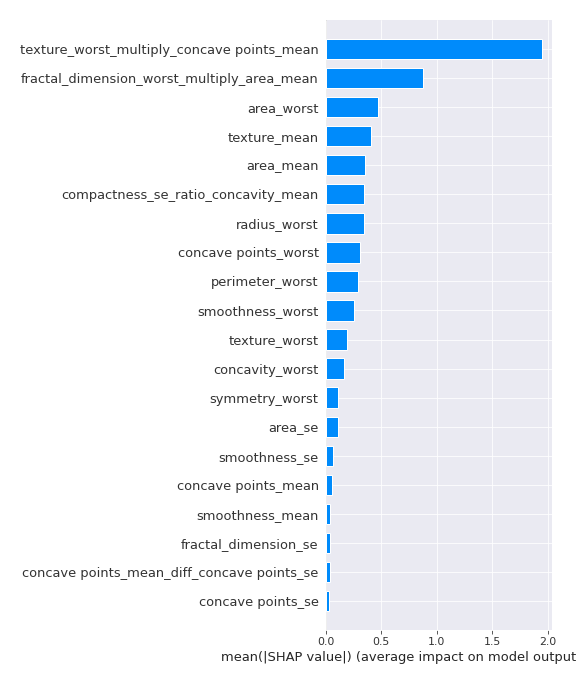 texture_worst_multiply_concave points_mean
fractal_dimension_worst_multiply_area_mean
area_worst
texture_mean
area_mean
compactness_se_ratio_concavity_mean
radius_worst
concave points_worst
perimeter_worst
smoothness_worst
texture_worst
concavity_worst
symmetry_worst
area_se
smoothness_se
concave points_mean
smoothness_mean
fractal_dimension_se
concave points_mean_diff_concave points_se
concave points_se
0.0 0.5 1.0 1.5 2.0
mean(|SHAP value|) (average impact on model output